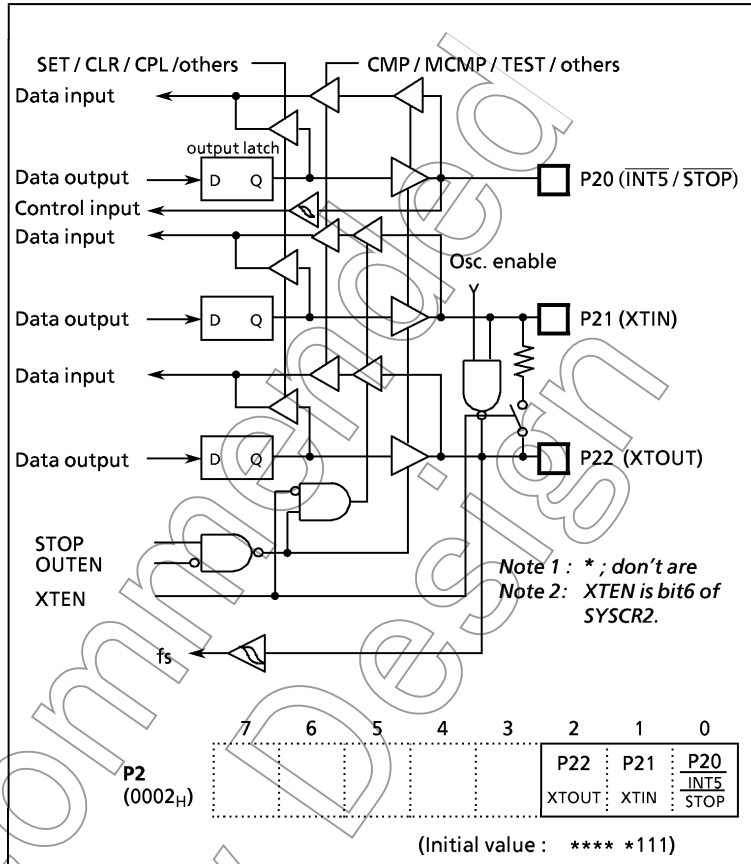 SET / CLR / CPL /others
CMP / MCMP / TEST / others
Data input
output latch
Data output
D Q
P20 (INT5 / STOP)
Control input
Data input
Osc. enable
Data output
D Q
P21 (XTIN)
Data input
Data output
D Q
P22 (XTOUT)
STOP
OUTEN
XTEN
Note 1 : * ; don't are
Note 2: XTEN is bit6 of
SYSCR2.
fs
7 6 5 4 3 2 1 0
P2
(0002H)
P22 P21 P20
XTOUT XTIN INT5
STOP
(Initial value : **** *111)